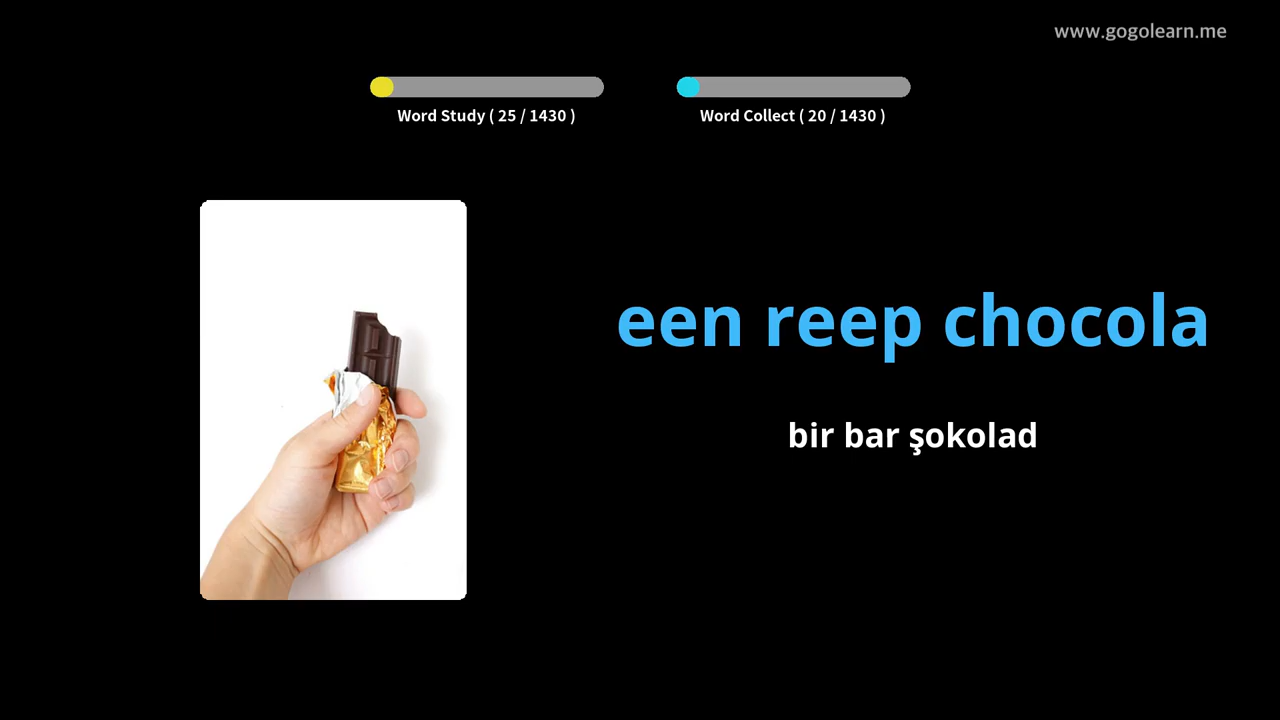 www.gogolearn.me
Word Study ( 25 / 1430 )
Word Collect ( 20 / 1430 )
een reep chocola
bir bar şokolad